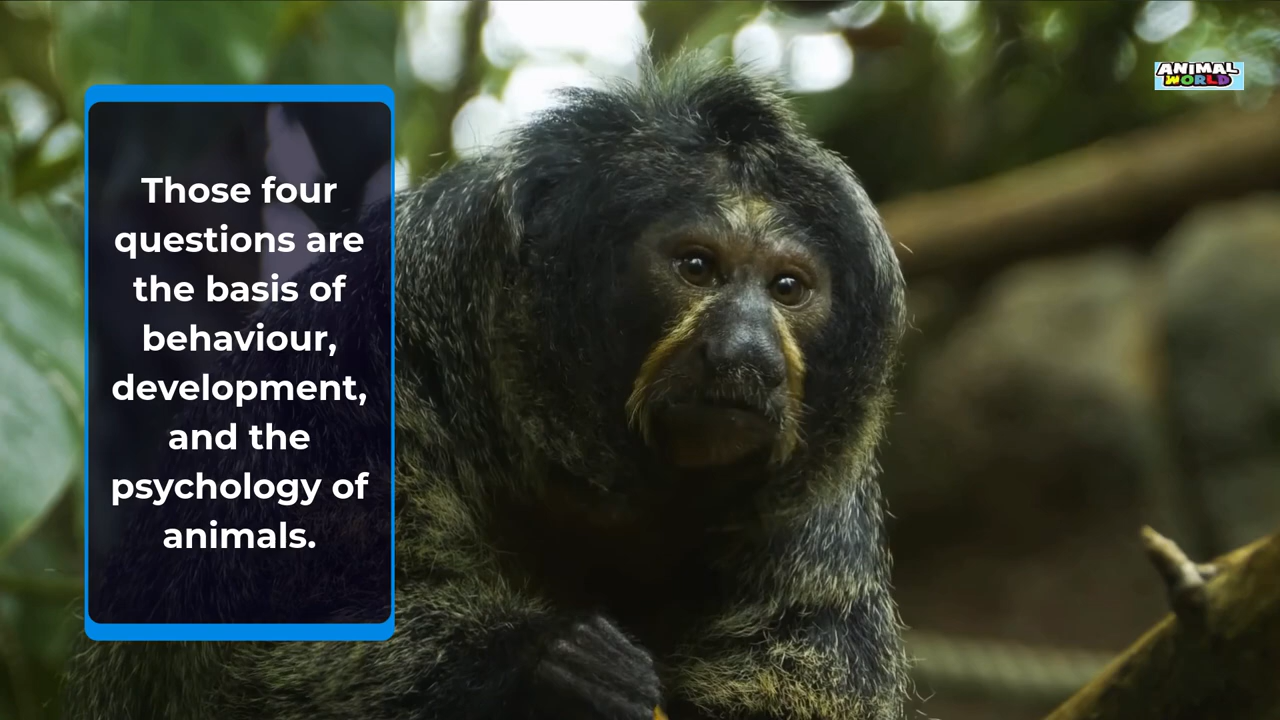 Those four
questions are
the basis of
behaviour,
development,
and the
psychology of
animals.
ANIMAL
WORLD